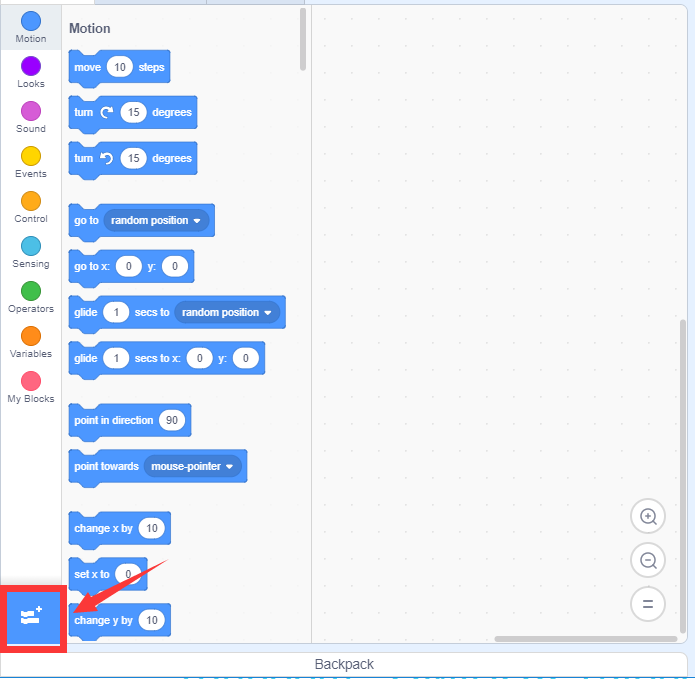 Motion
Looks
Sound
Events
Control
Sensing
Operators
Variables
My Blocks
Motion
move 10 steps
turn 15 degrees
turn 15 degrees
go to random position
go to x: 0 y: 0
glide 1 secs to random position
glide 1 secs to x: 0 y: 0
point in direction 90
point towards mouse-pointer
change x by 10
set x to 0
change y by 10
Backpack